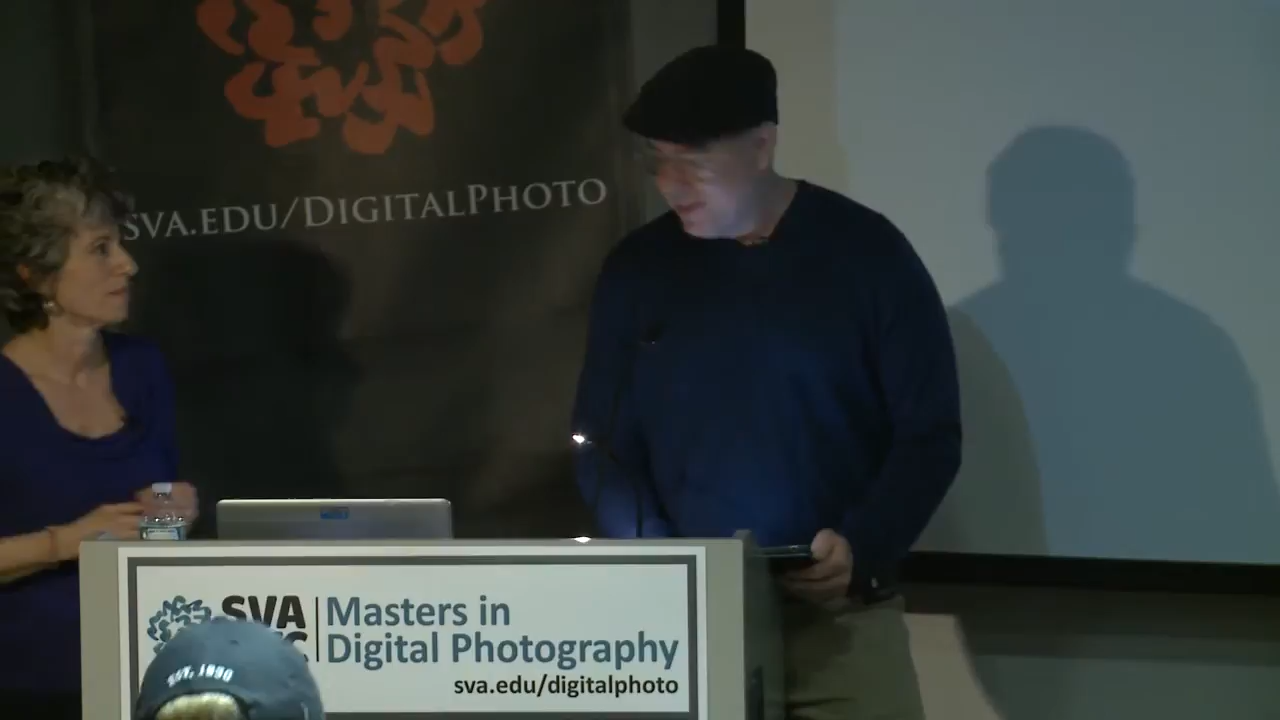 SVA.EDU/DIGITALPHOTO
SVA
Masters in
Digital Photography
sva.edu/digitalphoto
EST. 1990